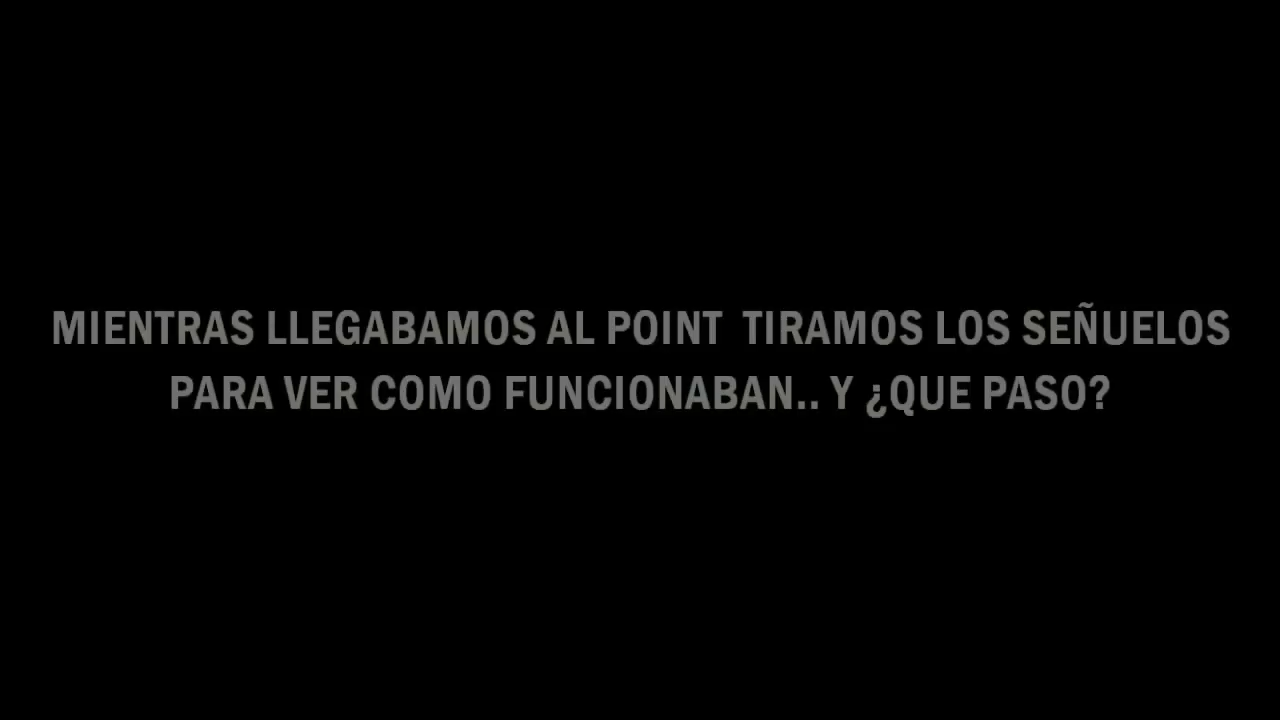 MIENTRAS LLEGABAMOS AL POINT TIRAMOS LOS SEÑUELOS
PARA VER COMO FUNCIONABAN.. Y ¿QUE PASO?